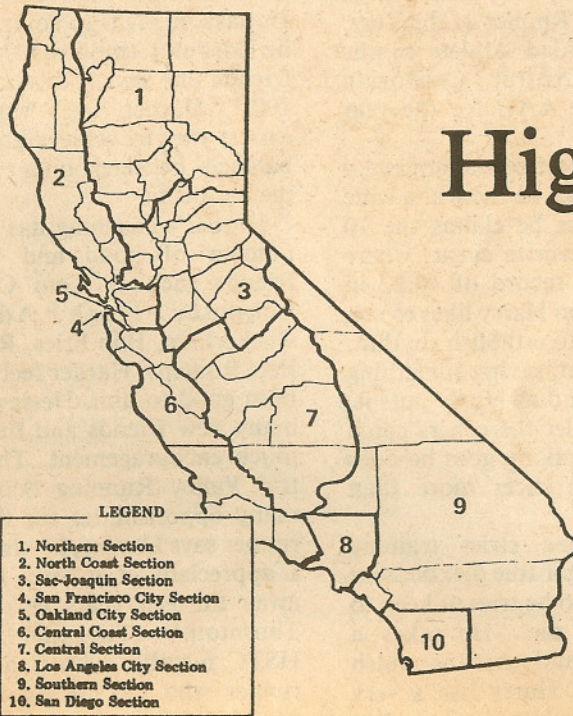 1
2
Hig
3
5
4
6
7
9
8
10
LEGEND
1. Northern Section
2. North Coast Section
3. Sac-Joaquin Section
4. San Francisco City Section
5. Oakland City Section
6. Central Coast Section
7. Central Section
8. Los Angeles City Section
9. Southern Section
10. San Diego Section